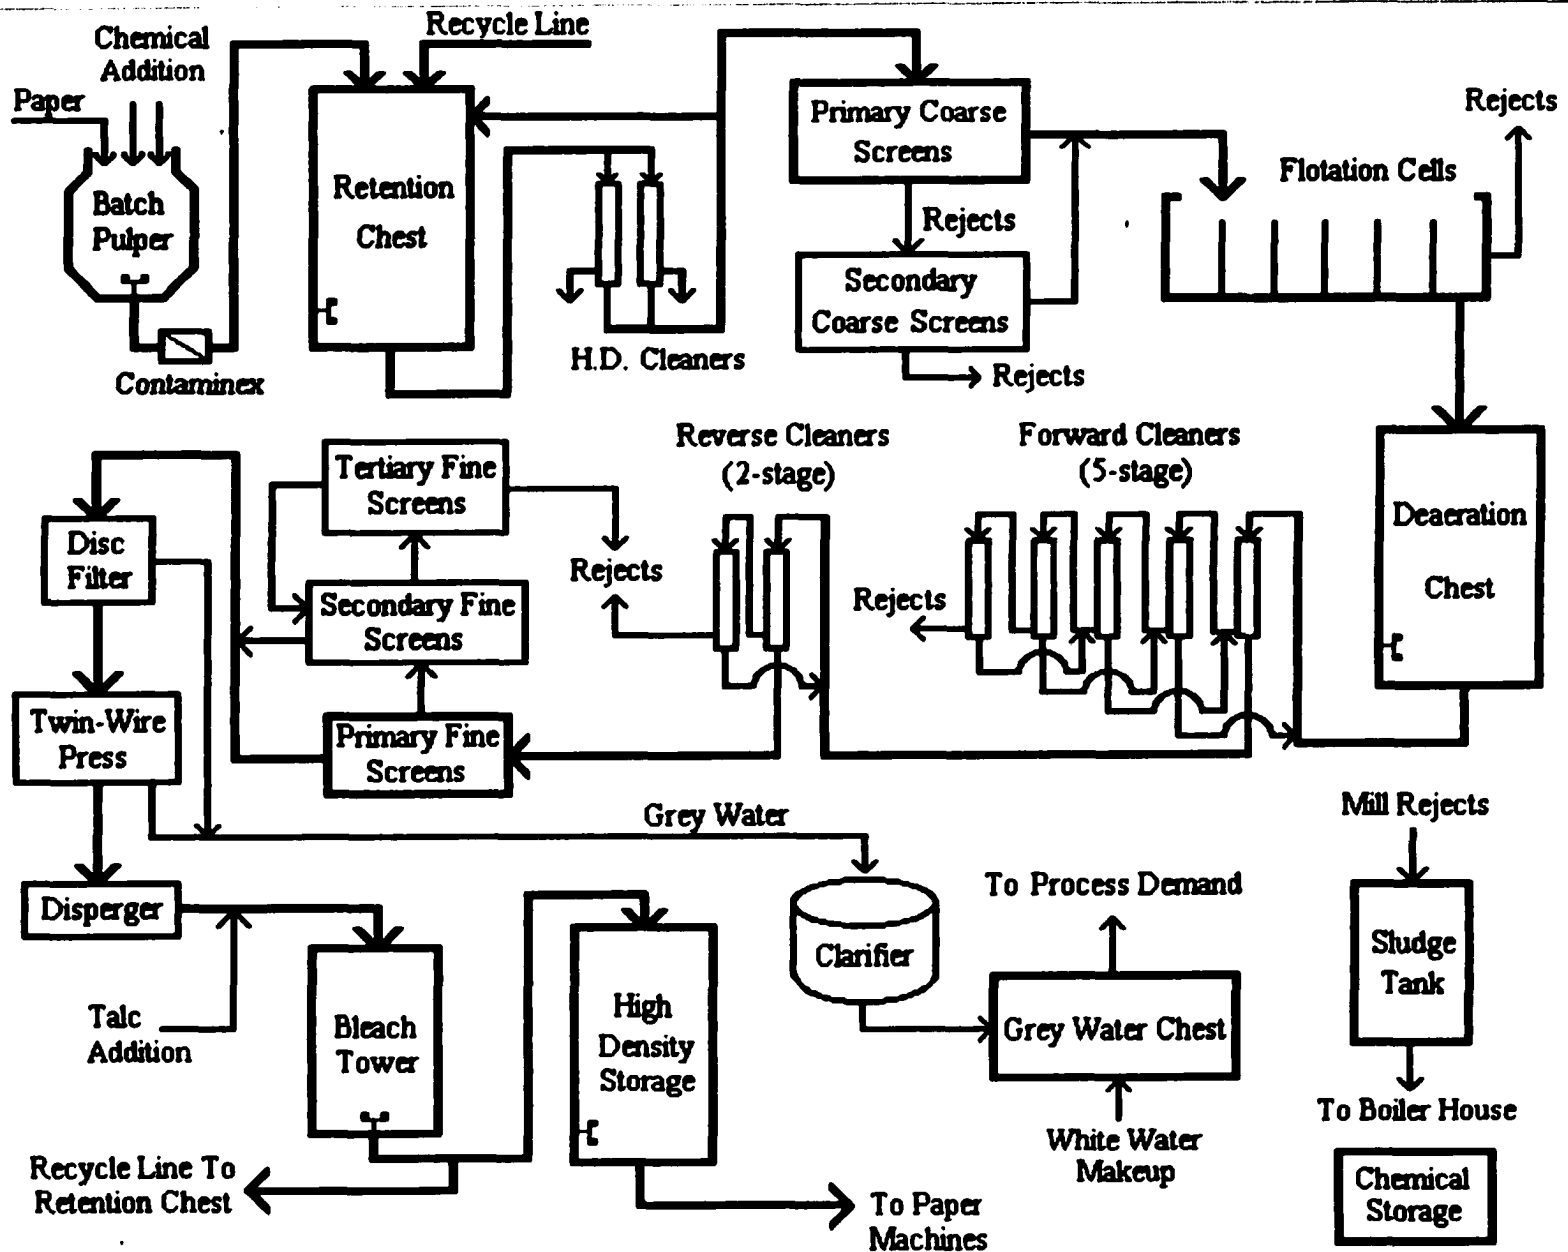 Chemical
Addition
Paper
Batch
Pulper
Contaminex
Recycle Line
Retention
Chest
H.D. Cleaners
Primary Coarse
Screens
Rejects
Secondary
Coarse Screens
Rejects
Flotation Cells
Rejects
Reverse Cleaners
(2-stage)
Forward Cleaners
(5-stage)
Deaeration
Chest
Tertiary Fine
Screens
Disc
Filter
Rejects
Secondary Fine
Screens
Rejects
Twin-Wire
Press
Primary Fine
Screens
Grey Water
Mill Rejects
Disperger
To Process Demand
Clarifier
Sludge
Tank
Talc
Addition
Bleach
Tower
High
Density
Storage
Grey Water Chest
To Boiler House
White Water
Makeup
Recycle Line To
Retention Chest
To Paper
Machines
Chemical
Storage